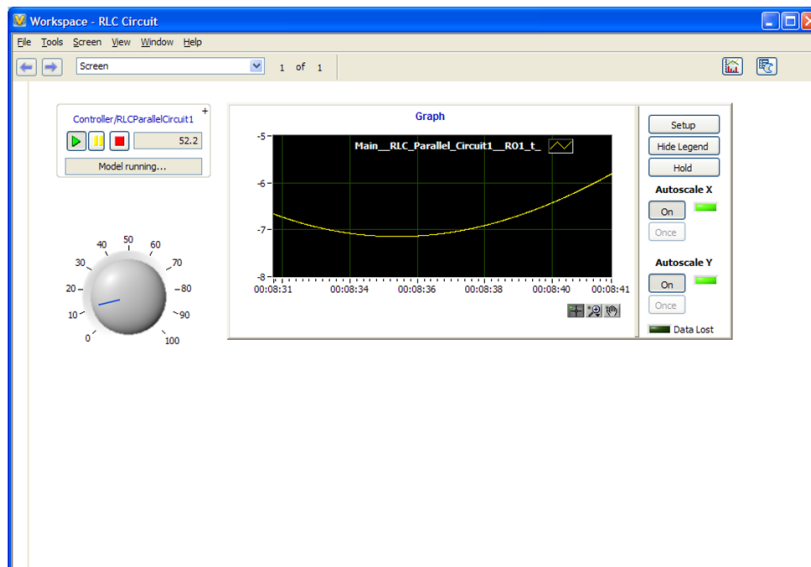 Workspace - RLC Circuit
File Tools Screen View Window Help
Screen
1 of 1
Controller/RLCParallelCircuit1
+
52.2
Model running...
Graph
Main__RLC_Parallel_Circuit1__RO1_t_
-5
-6
-7
-8
00:08:31 00:08:34 00:08:36 00:08:38 00:08:40 00:08:41
Setup
Hide Legend
Hold
Autoscale X
On
Once
Autoscale Y
On
Once
Data Lost
0
10
20
30
40
50
60
70
80
90
100